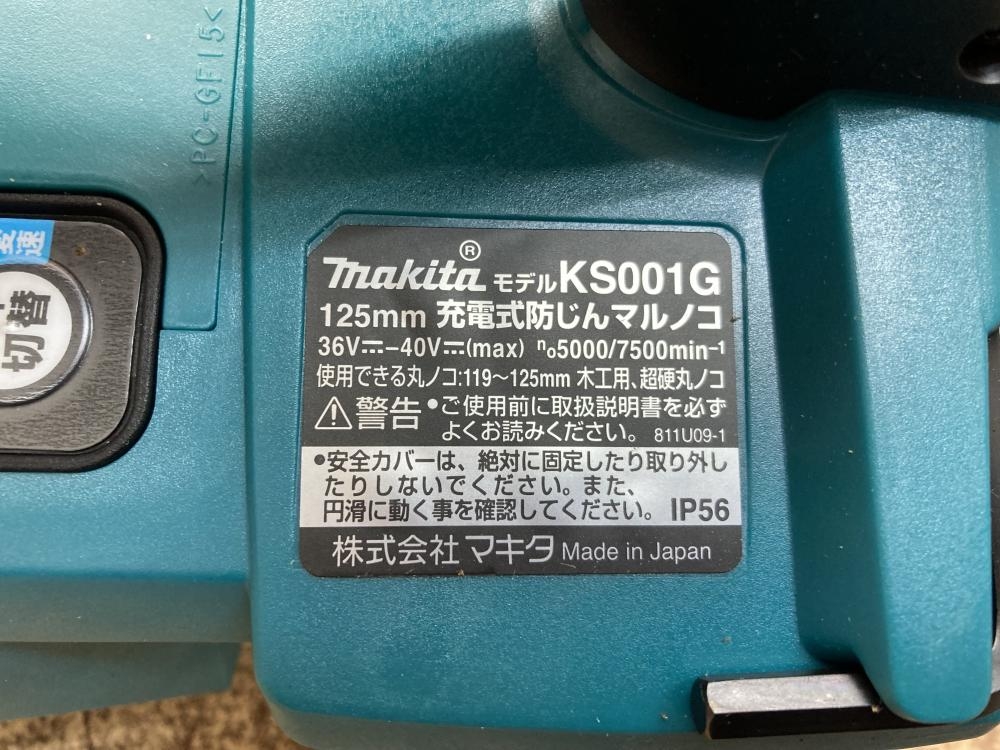 >PC-GF15<
変速
切替
makita® モデルKS001G
125mm 充電式防じんマルノコ
36V⎓–40V⎓(max) n₀5000/7500min⁻¹
使用できる丸ノコ:119～125mm 木工用、超硬丸ノコ
⚠警告 •ご使用前に取扱説明書を必ず
よくお読みください。 811U09-1
•安全カバーは、絶対に固定したり取り外し
たりしないでください。また、
円滑に動く事を確認してください。 IP56
株式会社マキタ Made in Japan